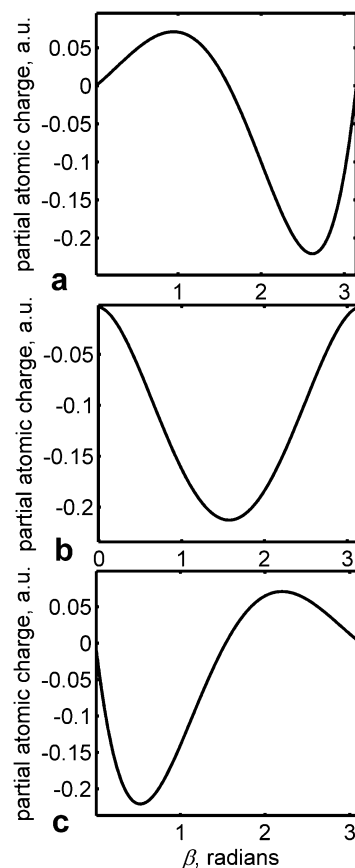 partial atomic charge, a.u.
0.05
0
-0.05
-0.1
-0.15
-0.2
a
1 2 3
partial atomic charge, a.u.
-0.05
-0.1
-0.15
-0.2
b
0 1 2 3
partial atomic charge, a.u.
0.05
0
-0.05
-0.1
-0.15
-0.2
c
1 2 3
β, radians